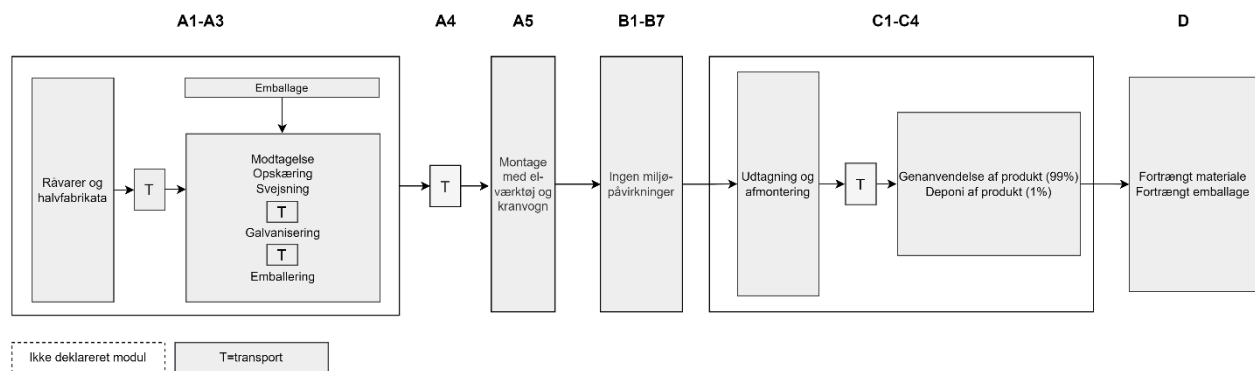 A1-A3
A4
A5
B1-B7
C1-C4
D
Råvarer og
halvfabrikata
T
Emballage
Modtagelse
Opskæring
Svejsning
T
Galvanisering
T
Emballering
T
Montage
med el-
værktøj og
kranvogn
Ingen miljø-
påvirkninger
Udtagning og
afmontering
T
Genanvendelse af produkt (99%)
Deponi af produkt (1%)
Fortrængt materiale
Fortrængt emballage
Ikke deklareret modul
T=transport